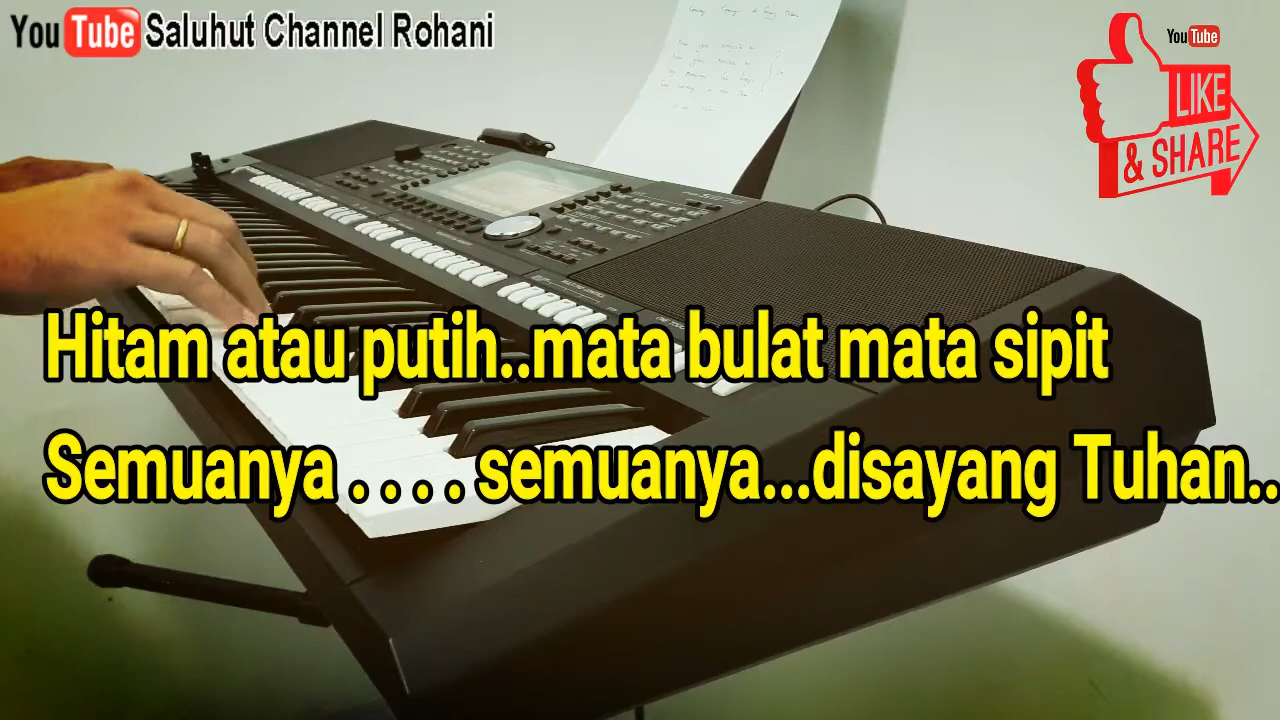 YouTube Saluhut Channel Rohani
YouTube
LIKE
& SHARE
Hitam atau putih..mata bulat mata sipit
Semuanya . . . . semuanya...disayang Tuhan..